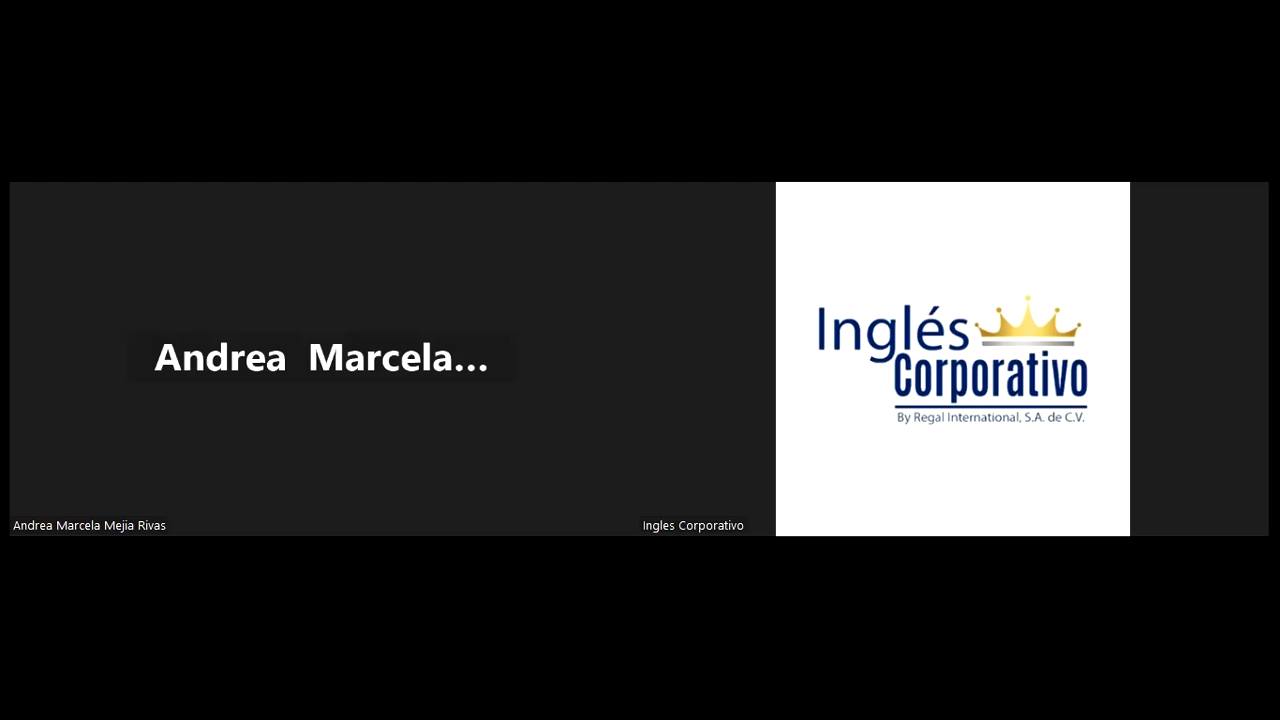 Andrea Marcela...
Andrea Marcela Mejia Rivas
Ingles Corporativo
Inglés
Corporativo
By Regal International, S.A. de C.V.